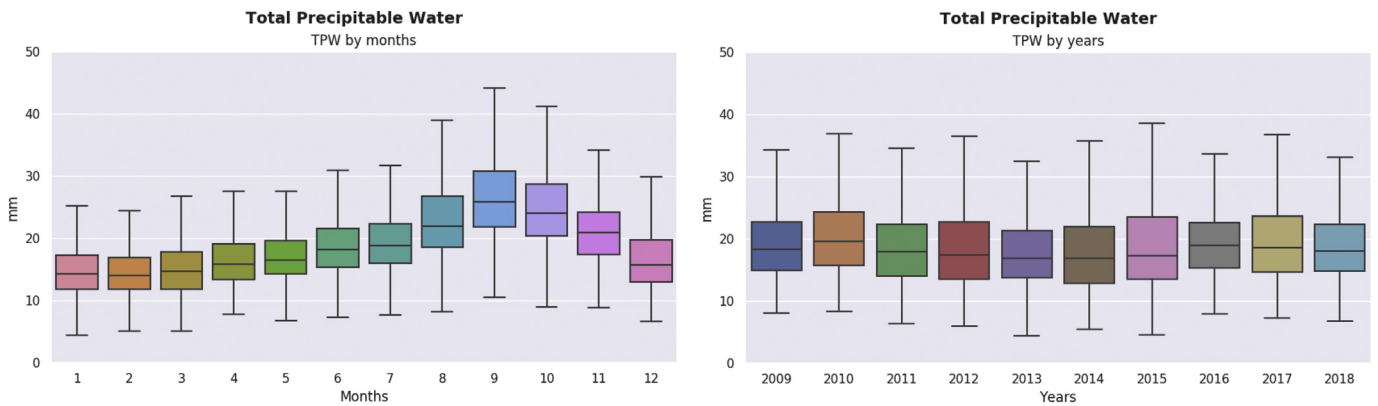 Total Precipitable Water
TPW by months
mm
50
40
30
20
10
0
1 2 3 4 5 6 7 8 9 10 11 12
Months
Total Precipitable Water
TPW by years
mm
50
40
30
20
10
0
2009 2010 2011 2012 2013 2014 2015 2016 2017 2018
Years